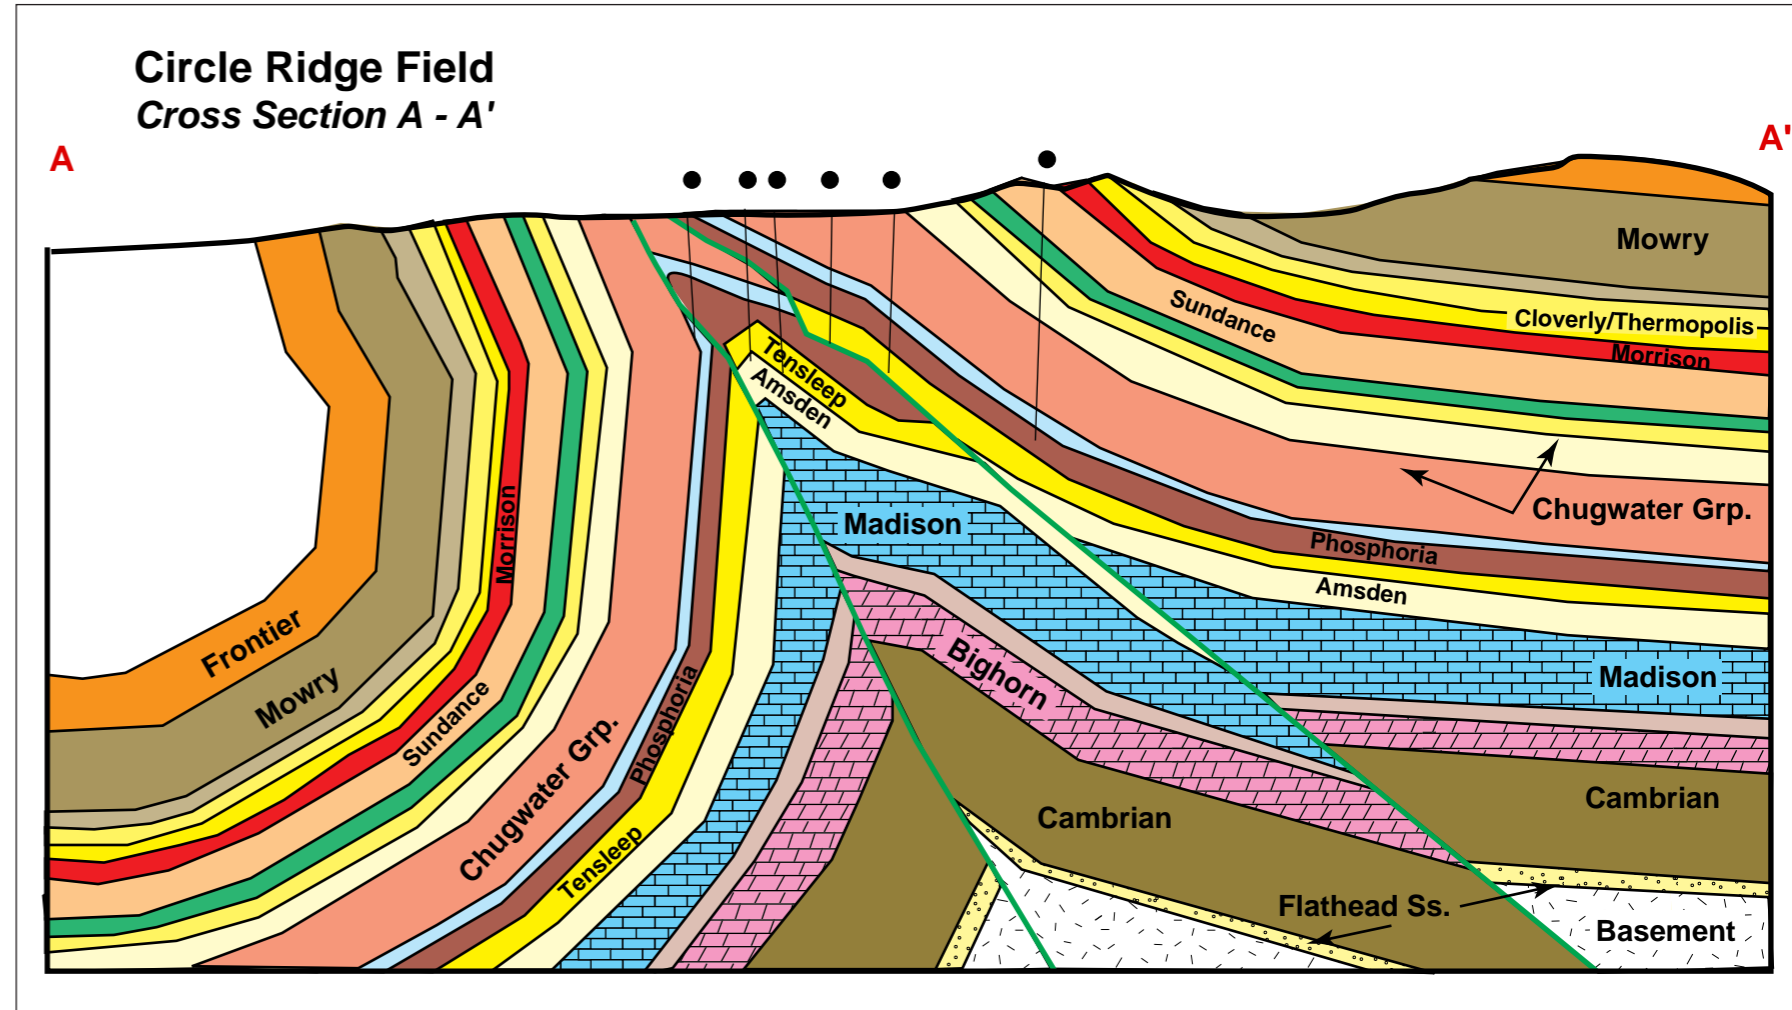 Circle Ridge Field
Cross Section A - A'
A
A'
Mowry
Sundance
Cloverly/Thermopolis
Morrison
Tensleep
Amsden
Chugwater Grp.
Morrison
Madison
Phosphoria
Amsden
Frontier
Bighorn
Madison
Mowry
Phosphoria
Sundance
Chugwater Grp.
Cambrian
Cambrian
Tensleep
Flathead Ss.
Basement